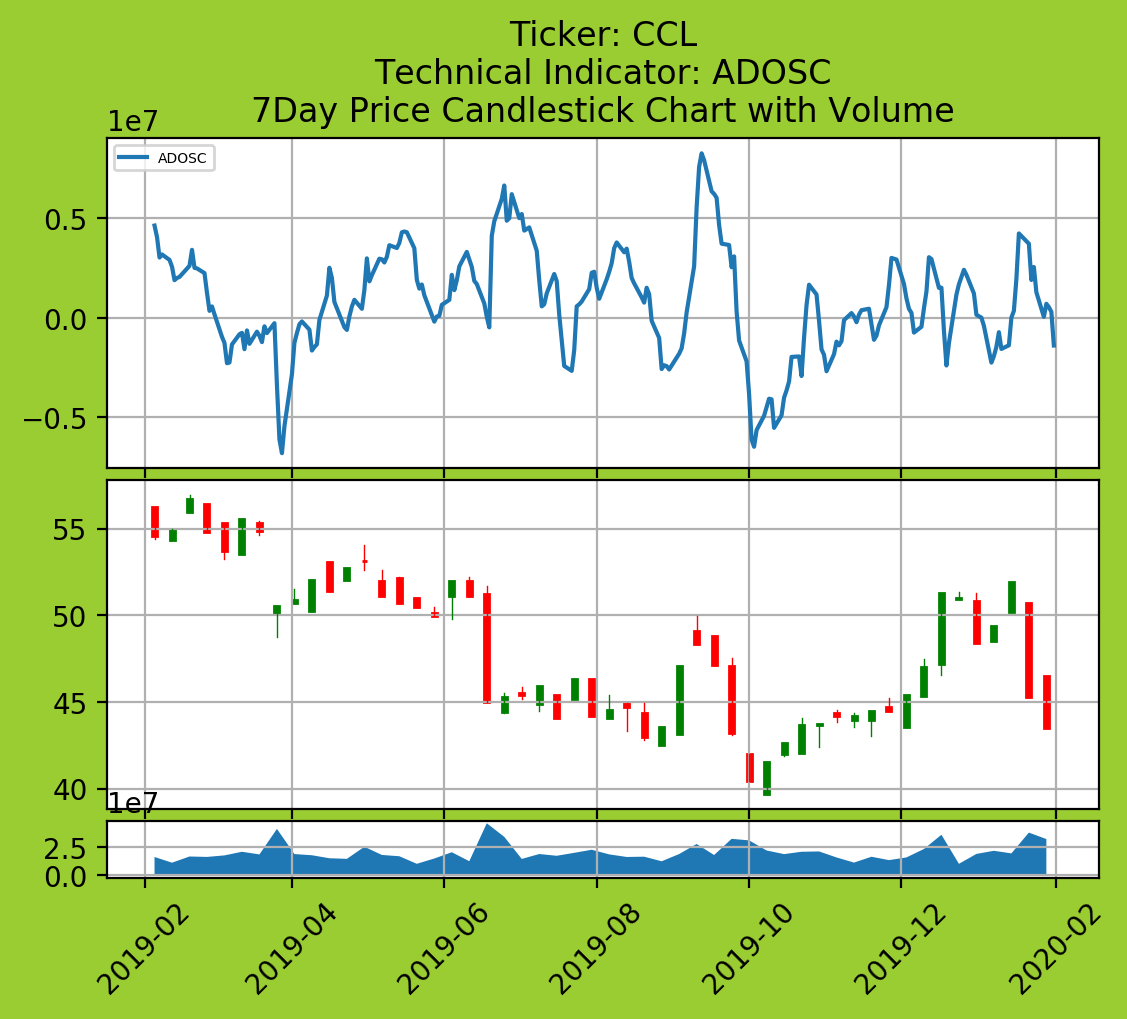 Ticker: CCL
Technical Indicator: ADOSC
7Day Price Candlestick Chart with Volume
1e7
ADOSC
0.5
0.0
−0.5
55
50
45
40
1e7
2.5
0.0
2019-02
2019-04
2019-06
2019-08
2019-10
2019-12
2020-02